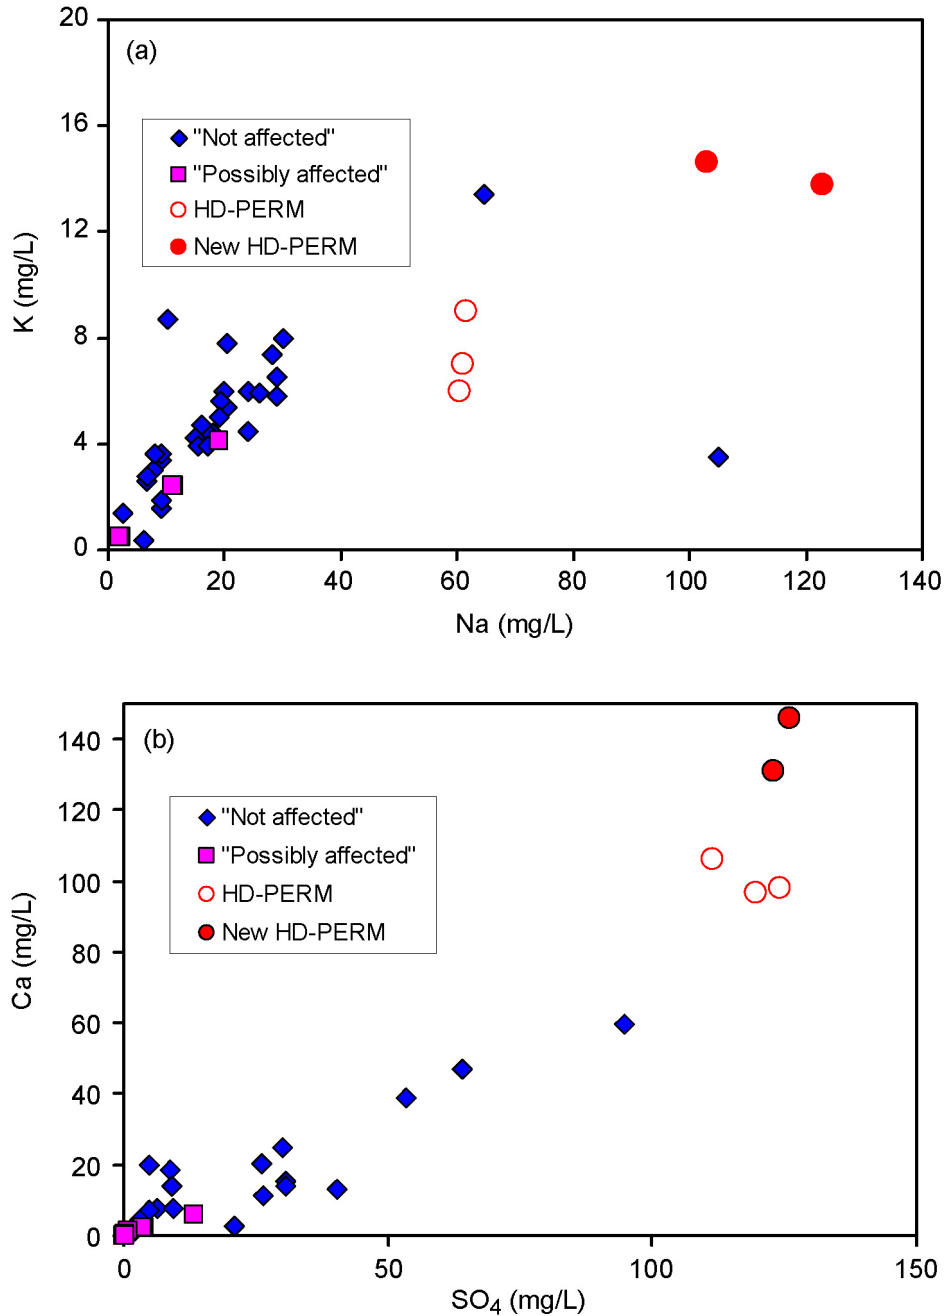 20
(a)
16
"Not affected"
"Possibly affected"
HD-PERM
New HD-PERM
12
K (mg/L)
8
4
0
0 20 40 60 80 100 120 140
Na (mg/L)
(b)
140
120
"Not affected"
"Possibly affected"
HD-PERM
New HD-PERM
100
80
Ca (mg/L)
60
40
20
0
0 50 100 150
SO₄ (mg/L)